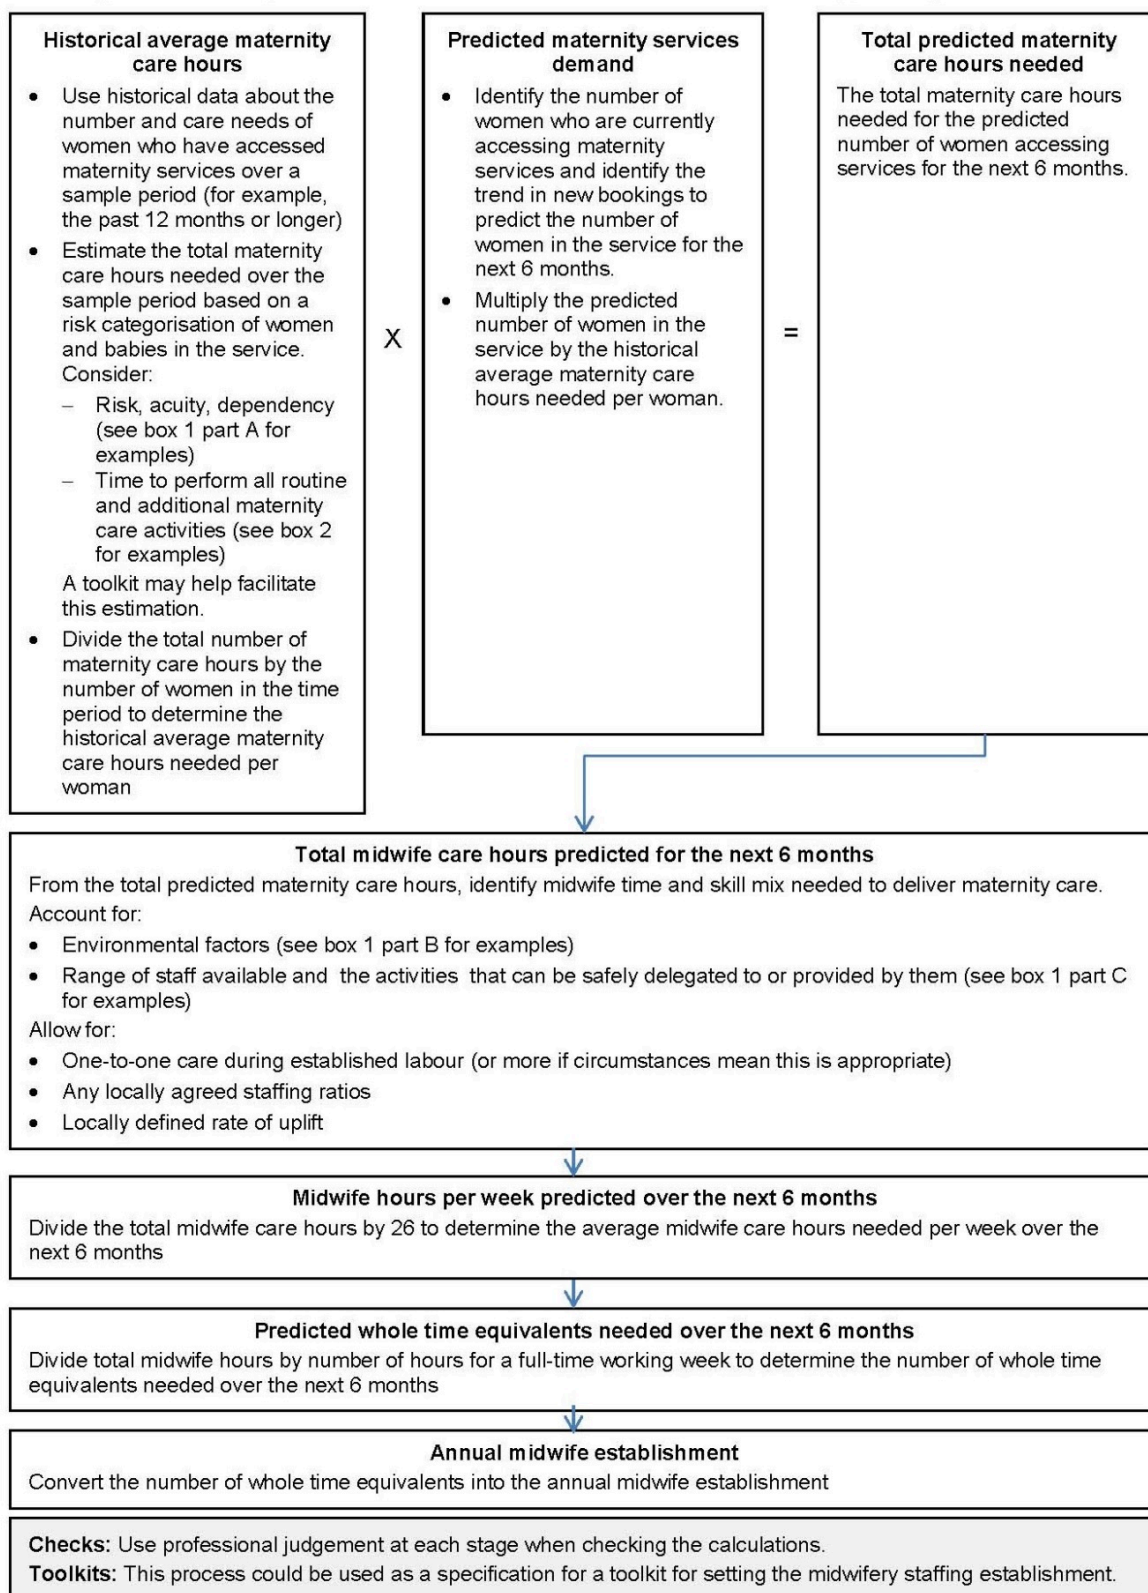 Historical average maternity
care hours
• Use historical data about the
number and care needs of
women who have accessed
maternity services over a
sample period (for example,
the past 12 months or longer)
• Estimate the total maternity
care hours needed over the
sample period based on a
risk categorisation of women
and babies in the service.
Consider:
– Risk, acuity, dependency
(see box 1 part A for
examples)
– Time to perform all routine
and additional maternity
care activities (see box 2
for examples)
A toolkit may help facilitate
this estimation.
• Divide the total number of
maternity care hours by the
number of women in the time
period to determine the
historical average maternity
care hours needed per
woman
X
Predicted maternity services
demand
• Identify the number of
women who are currently
accessing maternity
services and identify the
trend in new bookings to
predict the number of
women in the service for the
next 6 months.
• Multiply the predicted
number of women in the
service by the historical
average maternity care
hours needed per woman.
=
Total predicted maternity
care hours needed
The total maternity care hours
needed for the predicted
number of women accessing
services for the next 6 months.
Total midwife care hours predicted for the next 6 months
From the total predicted maternity care hours, identify midwife time and skill mix needed to deliver maternity care.
Account for:
• Environmental factors (see box 1 part B for examples)
• Range of staff available and the activities that can be safely delegated to or provided by them (see box 1 part C
for examples)
Allow for:
• One-to-one care during established labour (or more if circumstances mean this is appropriate)
• Any locally agreed staffing ratios
• Locally defined rate of uplift
Midwife hours per week predicted over the next 6 months
Divide the total midwife care hours by 26 to determine the average midwife care hours needed per week over the
next 6 months
Predicted whole time equivalents needed over the next 6 months
Divide total midwife hours by number of hours for a full-time working week to determine the number of whole time
equivalents needed over the next 6 months
Annual midwife establishment
Convert the number of whole time equivalents into the annual midwife establishment
Checks: Use professional judgement at each stage when checking the calculations.
Toolkits: This process could be used as a specification for a toolkit for setting the midwifery staffing establishment.